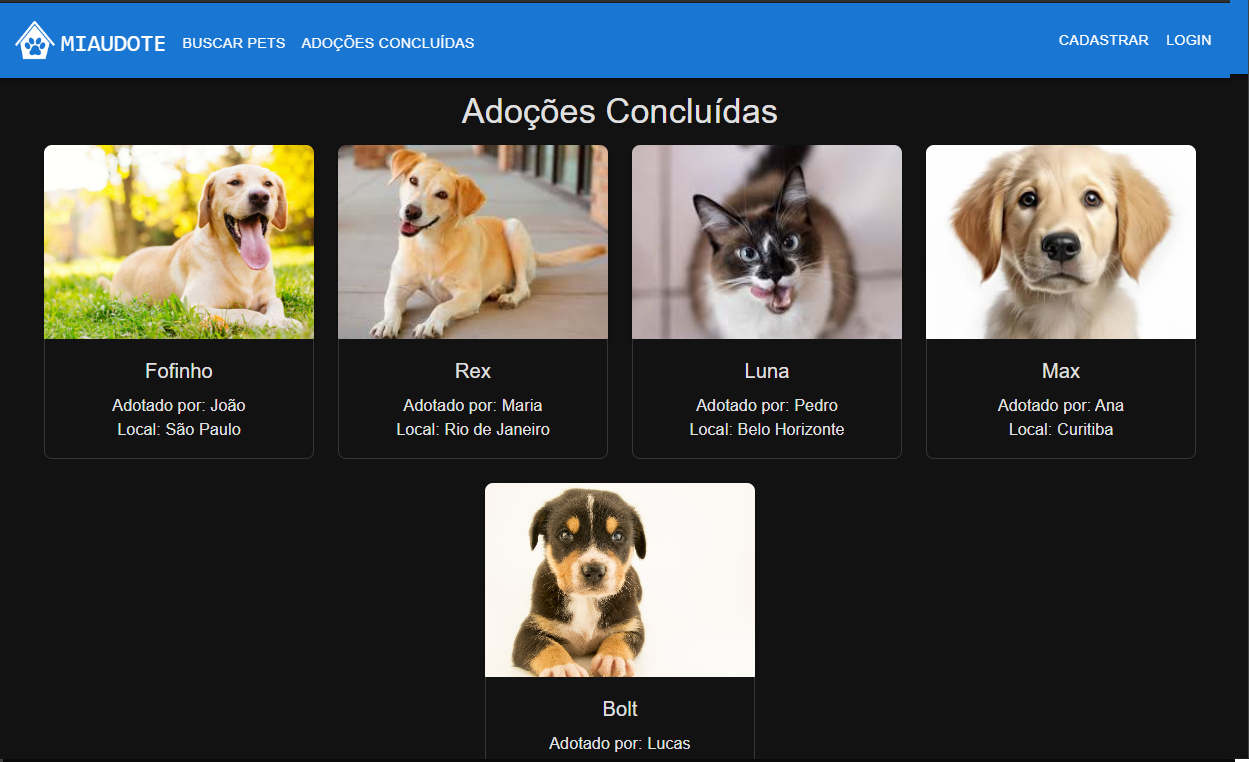 MIAUDOTE BUSCAR PETS ADOÇÕES CONCLUÍDAS CADASTRAR LOGIN
Adoções Concluídas
Fofinho
Adotado por: João
Local: São Paulo
Rex
Adotado por: Maria
Local: Rio de Janeiro
Luna
Adotado por: Pedro
Local: Belo Horizonte
Max
Adotado por: Ana
Local: Curitiba
Bolt
Adotado por: Lucas